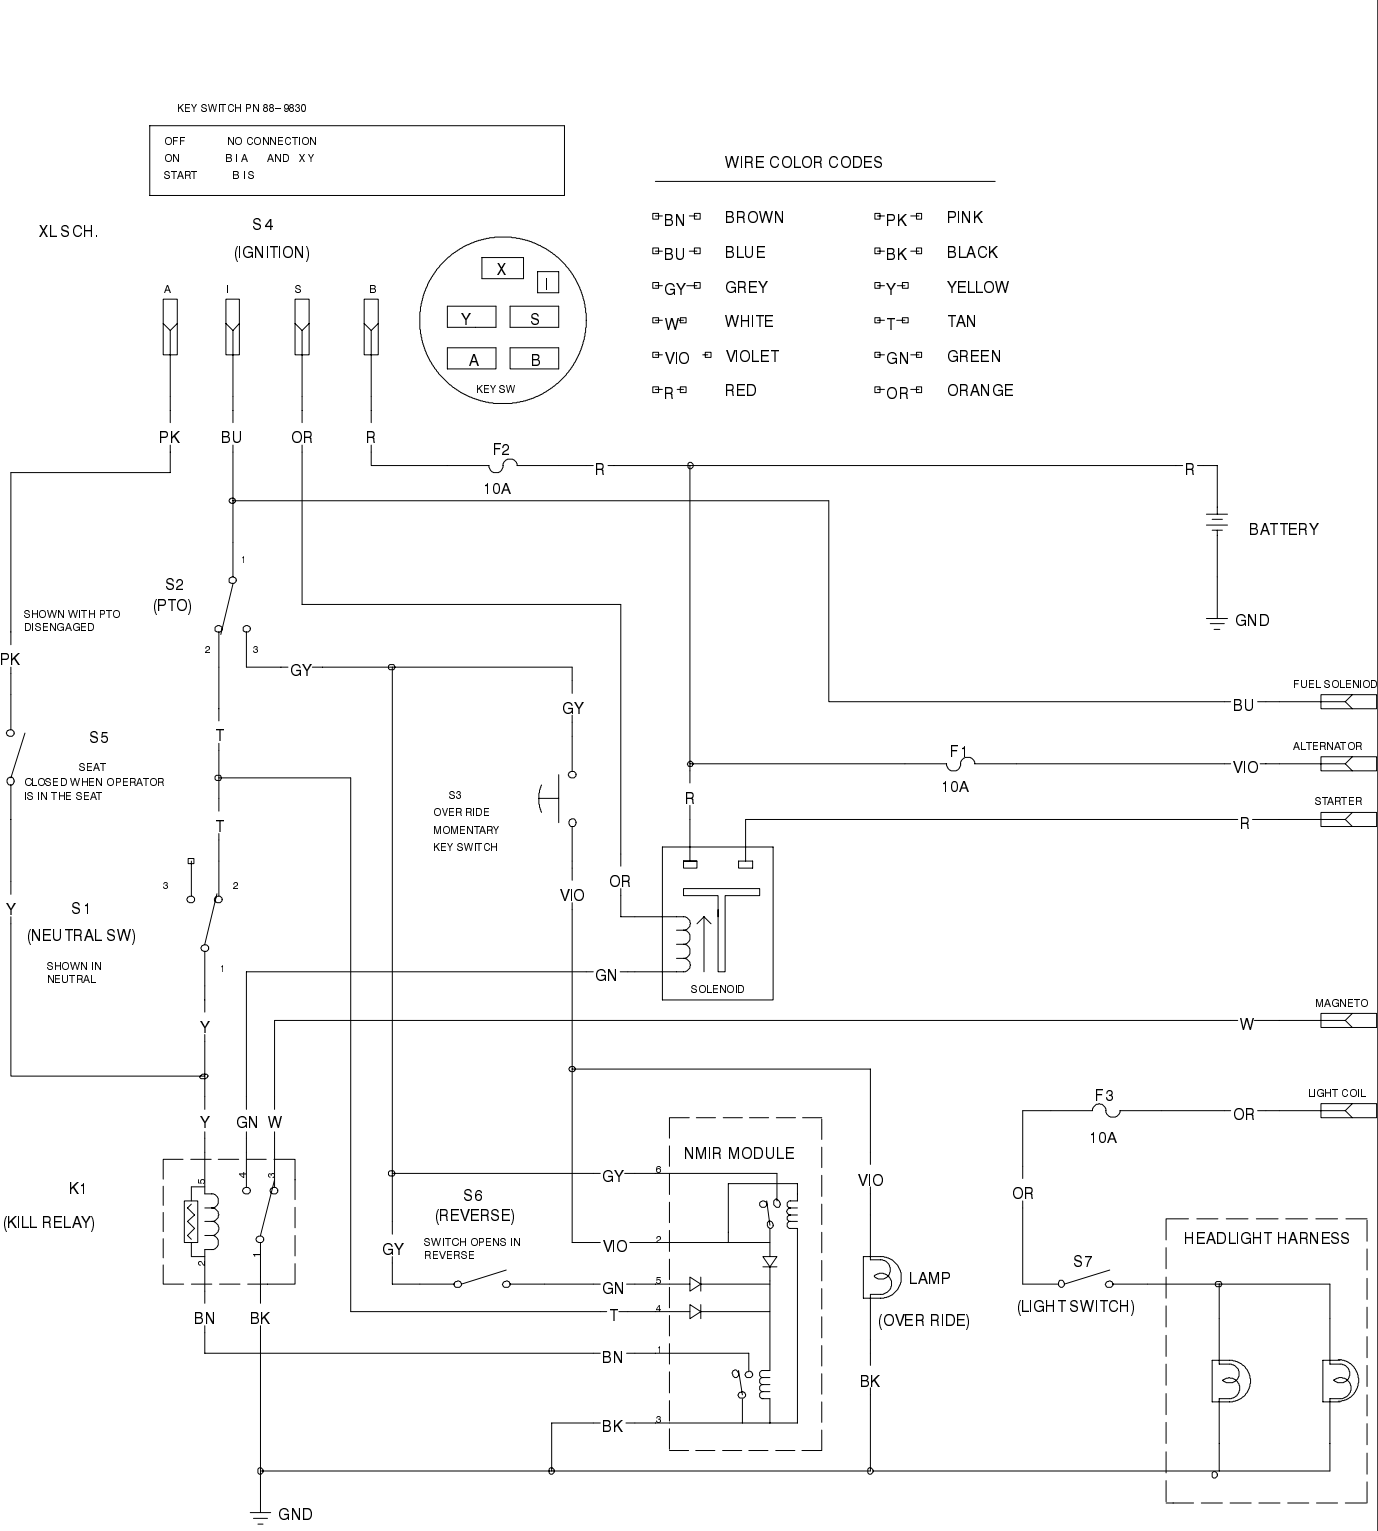 KEY SWITCH PN 88-9830
OFF NO CONNECTION
ON B I A AND X Y
START B I S
XL SCH.
S4
(IGNITION)
A I S B
X
I
Y S
A B
KEY SW
WIRE COLOR CODES
BN BROWN PK PINK
BU BLUE BK BLACK
GY GREY Y YELLOW
W WHITE T TAN
VIO VIOLET GN GREEN
R RED OR ORANGE
PK BU OR R
F2
10A
R R
BATTERY
GND
1
S2
(PTO)
SHOWN WITH PTO
DISENGAGED
2 3
PK
GY
GY
T
FUEL SOLENIOD
BU
S5
SEAT
CLOSED WHEN OPERATOR
IS IN THE SEAT
ALTERNATOR
F1
10A
VIO
R
S3
OVER RIDE
MOMENTARY
KEY SWITCH
STARTER
R
T
3 2
VIO
OR
Y
S1
(NEUTRAL SW)
SHOWN IN
NEUTRAL
1
GN
SOLENOID
MAGNETO
Y
W
LIGHT COIL
F3
10A
OR
Y GN W
NMIR MODULE
K1
(KILL RELAY)
5 4 3
2 1
GY 6
S6
(REVERSE)
SWITCH OPENS IN
REVERSE
GY
VIO 2
GN 5
T 4
BN 1
BK 3
VIO
LAMP
(OVER RIDE)
BK
OR
S7
(LIGHT SWITCH)
HEADLIGHT HARNESS
BN BK
GND